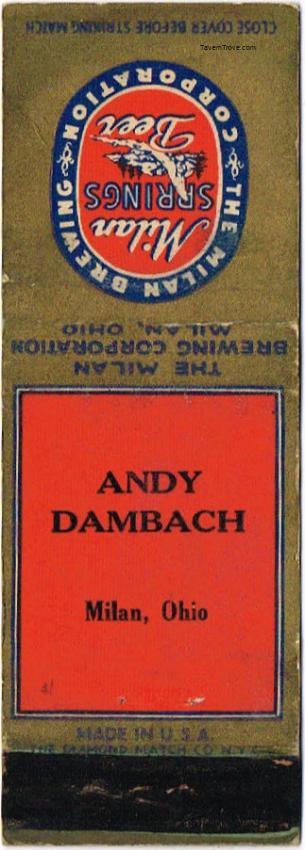 CLOSE COVER BEFORE STRIKING MATCH
TavernTrove.com
THE MILAN BREWING CORPORATION
Milan
SPRINGS
Beer
THE MILAN
BREWING CORPORATION
MILAN, OHIO
ANDY
DAMBACH
Milan, Ohio
MADE IN U.S.A.
THE DIAMOND MATCH CO. N.Y.C.